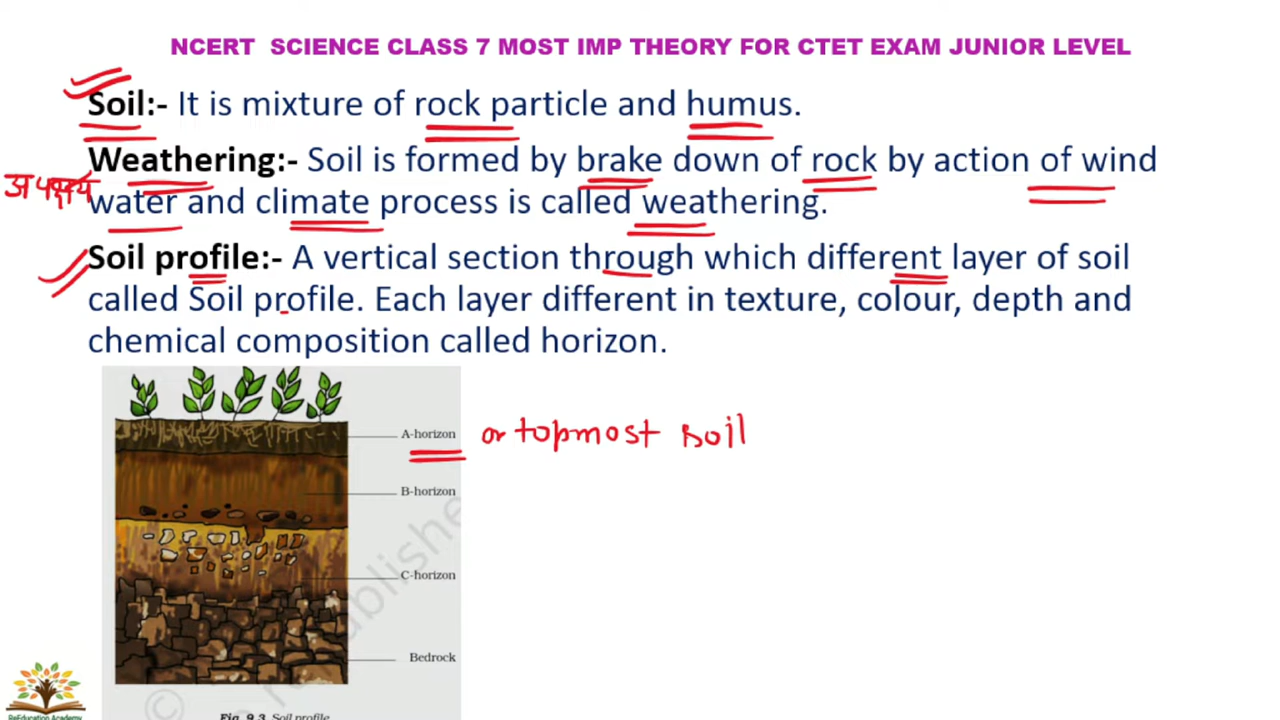 NCERT SCIENCE CLASS 7 MOST IMP THEORY FOR CTET EXAM JUNIOR LEVEL
Soil:- It is mixture of rock particle and humus.
Weathering:- Soil is formed by brake down of rock by action of wind
अपक्षय
water and climate process is called weathering.
Soil profile:- A vertical section through which different layer of soil
called Soil profile. Each layer different in texture, colour, depth and
chemical composition called horizon.
A-horizon or topmost soil
B-horizon
C-horizon
Bedrock
Fig. 9.3 Soil profile
ReEducation Academy